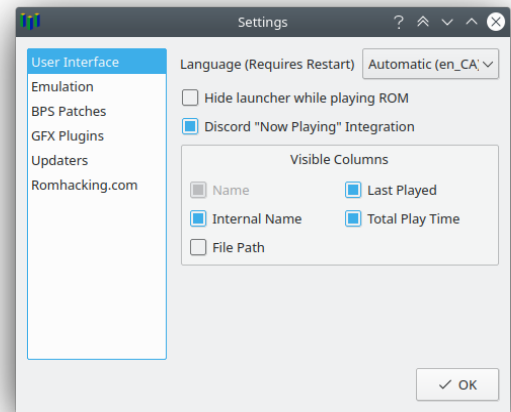 Settings
User Interface
Emulation
BPS Patches
GFX Plugins
Updaters
Romhacking.com
Language (Requires Restart) Automatic (en_CA)
Hide launcher while playing ROM
Discord "Now Playing" Integration
Visible Columns
Name Last Played
Internal Name Total Play Time
File Path
OK